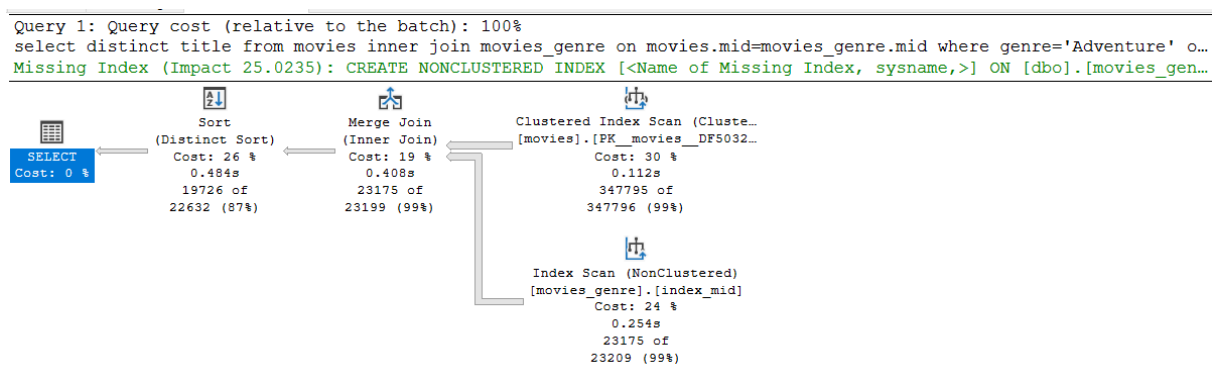 Query 1: Query cost (relative to the batch): 100%
select distinct title from movies inner join movies_genre on movies.mid=movies_genre.mid where genre='Adventure' o…
Missing Index (Impact 25.0235): CREATE NONCLUSTERED INDEX [<Name of Missing Index, sysname,>] ON [dbo].[movies_gen…
SELECT
Cost: 0 %
Sort
(Distinct Sort)
Cost: 26 %
0.484s
19726 of
22632 (87%)
Merge Join
(Inner Join)
Cost: 19 %
0.408s
23175 of
23199 (99%)
Clustered Index Scan (Cluste…
[movies].[PK__movies__DF5032…
Cost: 30 %
0.112s
347795 of
347796 (99%)
Index Scan (NonClustered)
[movies_genre].[index_mid]
Cost: 24 %
0.254s
23175 of
23209 (99%)